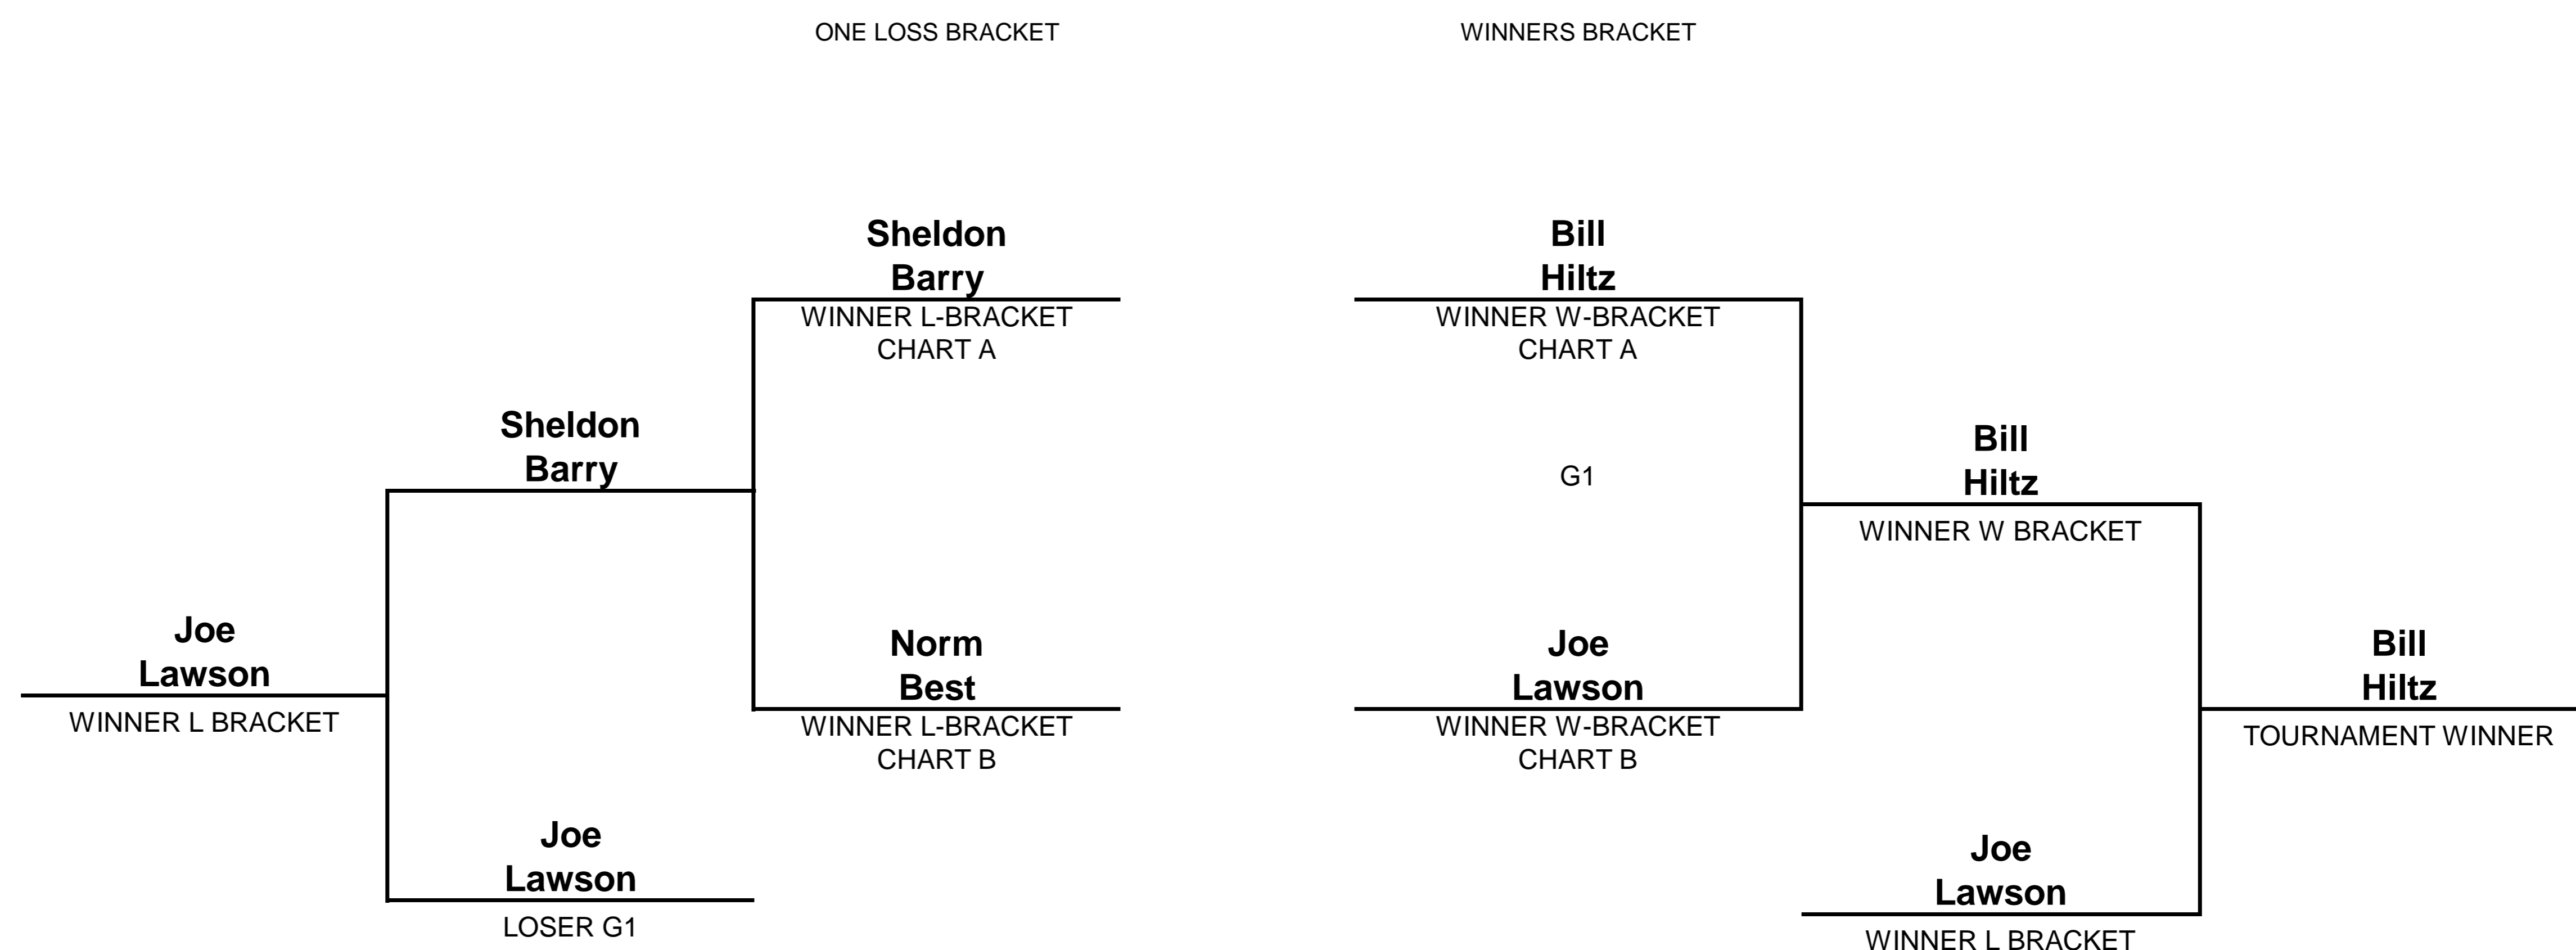 ONE LOSS BRACKET
WINNERS BRACKET
Sheldon
Barry
WINNER L-BRACKET
CHART A
Bill
Hiltz
WINNER W-BRACKET
CHART A
Sheldon
Barry
G1
Bill
Hiltz
WINNER W BRACKET
Joe
Lawson
WINNER L BRACKET
Norm
Best
WINNER L-BRACKET
CHART B
Joe
Lawson
WINNER W-BRACKET
CHART B
Bill
Hiltz
TOURNAMENT WINNER
Joe
Lawson
LOSER G1
Joe
Lawson
WINNER L BRACKET